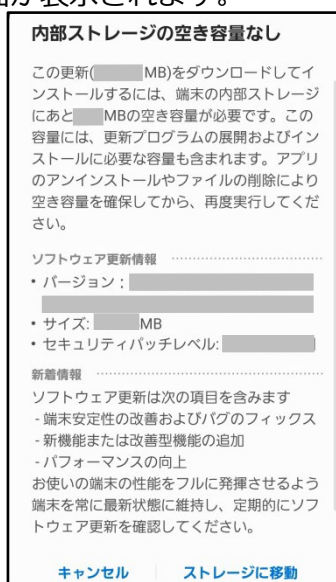 が表示されます。
内部ストレージの空き容量なし
この更新( MB)をダウンロードしてイ
ンストールするには、端末の内部ストレージ
にあと MBの空き容量が必要です。この
容量には、更新プログラムの展開およびイン
ストールに必要な容量も含まれます。アプリ
のアンインストールやファイルの削除により
空き容量を確保してから、再度実行してくだ
さい。
ソフトウェア更新情報
• バージョン :
• サイズ: MB
• セキュリティパッチレベル:
新着情報
ソフトウェア更新は次の項目を含みます
- 端末安定性の改善およびバグのフィックス
- 新機能または改善型機能の追加
- パフォーマンスの向上
お使いの端末の性能をフルに発揮させるよう
端末を常に最新状態に維持し、定期的にソフ
トウェア更新を確認してください。
キャンセル ストレージに移動